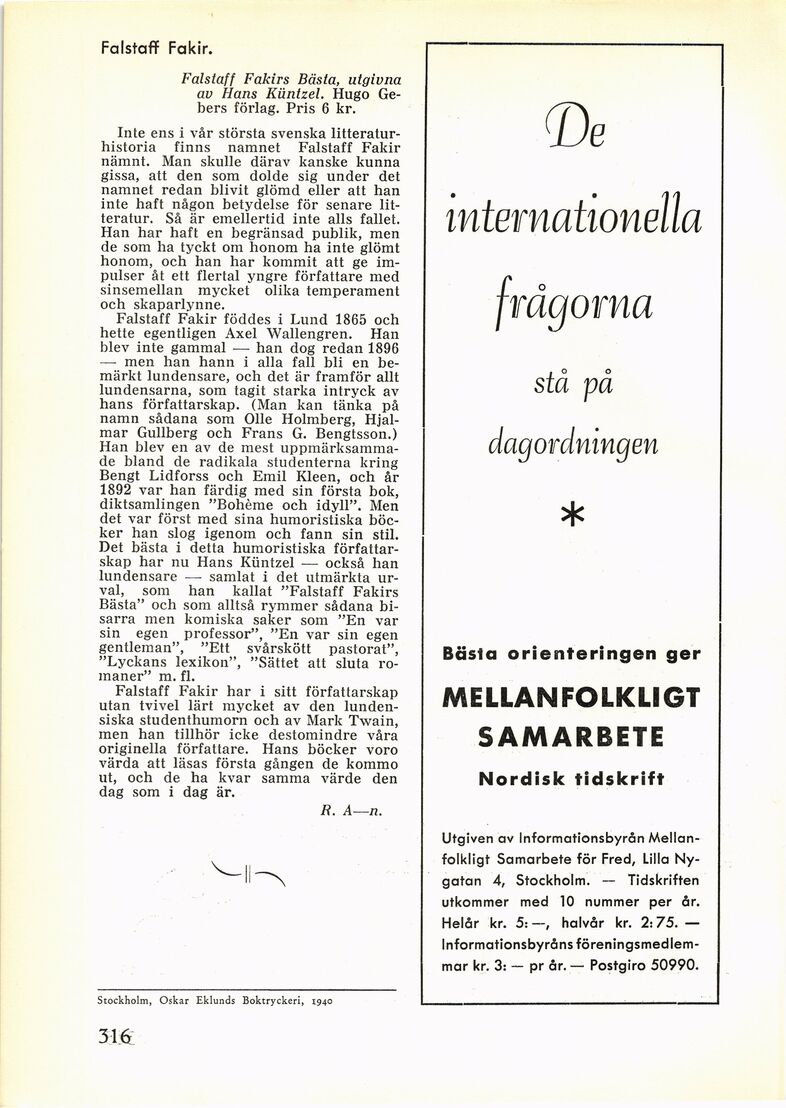 Falstaff Fakir.
Falstaff Fakirs Bästa, utgivna
av Hans Küntzel. Hugo Ge-
bers förlag. Pris 6 kr.
Inte ens i vår största svenska litteratur-
historia finns namnet Falstaff Fakir
nämnt. Man skulle därav kanske kunna
gissa, att den som dolde sig under det
namnet redan blivit glömd eller att han
inte haft någon betydelse för senare lit-
teratur. Så är emellertid inte alls fallet.
Han har haft en begränsad publik, men
de som ha tyckt om honom ha inte glömt
honom, och han har kommit att ge im-
pulser åt ett flertal yngre författare med
sinsemellan mycket olika temperament
och skaparlynne.
Falstaff Fakir föddes i Lund 1865 och
hette egentligen Axel Wallengren. Han
blev inte gammal — han dog redan 1896
— men han hann i alla fall bli en be-
märkt lundensare, och det är framför allt
lundensarna, som tagit starka intryck av
hans författarskap. (Man kan tänka på
namn sådana som Olle Holmberg, Hjal-
mar Gullberg och Frans G. Bengtsson.)
Han blev en av de mest uppmärksamma-
de bland de radikala studenterna kring
Bengt Lidforss och Emil Kleen, och år
1892 var han färdig med sin första bok,
diktsamlingen ”Bohème och idyll”. Men
det var först med sina humoristiska böc-
ker han slog igenom och fann sin stil.
Det bästa i detta humoristiska författar-
skap har nu Hans Küntzel — också han
lundensare — samlat i det utmärkta ur-
val, som han kallat ”Falstaff Fakirs
Bästa” och som alltså rymmer sådana bi-
sarra men komiska saker som ”En var
sin egen professor”, ”En var sin egen
gentleman”, ”Ett svårskött pastorat”,
”Lyckans lexikon”, ”Sättet att sluta ro-
maner” m. fl.
Falstaff Fakir har i sitt författarskap
utan tvivel lärt mycket av den lunden-
siska studenthumorn och av Mark Twain,
men han tillhör icke destomindre våra
originella författare. Hans böcker voro
värda att läsas första gången de kommo
ut, och de ha kvar samma värde den
dag som i dag är.
R. A—n.
Stockholm, Oskar Eklunds Boktryckeri, 1940
316
De
internationella
frågorna
stå på
dagordningen
*
Bästa orienteringen ger
MELLANFOLKLIGT
SAMARBETE
Nordisk tidskrift
Utgiven av Informationsbyrån Mellan-
folkligt Samarbete för Fred, Lilla Ny-
gatan 4, Stockholm. — Tidskriften
utkommer med 10 nummer per år.
Helår kr. 5:—, halvår kr. 2:75. —
Informationsbyråns föreningsmedlem-
mar kr. 3: — pr år. — Postgiro 50990.